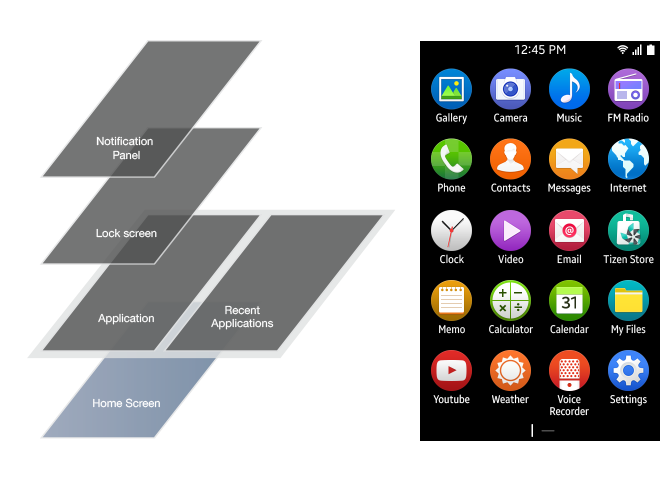 Notification
Panel
Lock screen
Application
Recent
Applications
Home Screen
12:45 PM
Gallery
Camera
Music
FM Radio
Phone
Contacts
Messages
Internet
Clock
Video
Email
Tizen Store
31
Memo
Calculator
Calendar
My Files
Youtube
Weather
Voice
Recorder
Settings